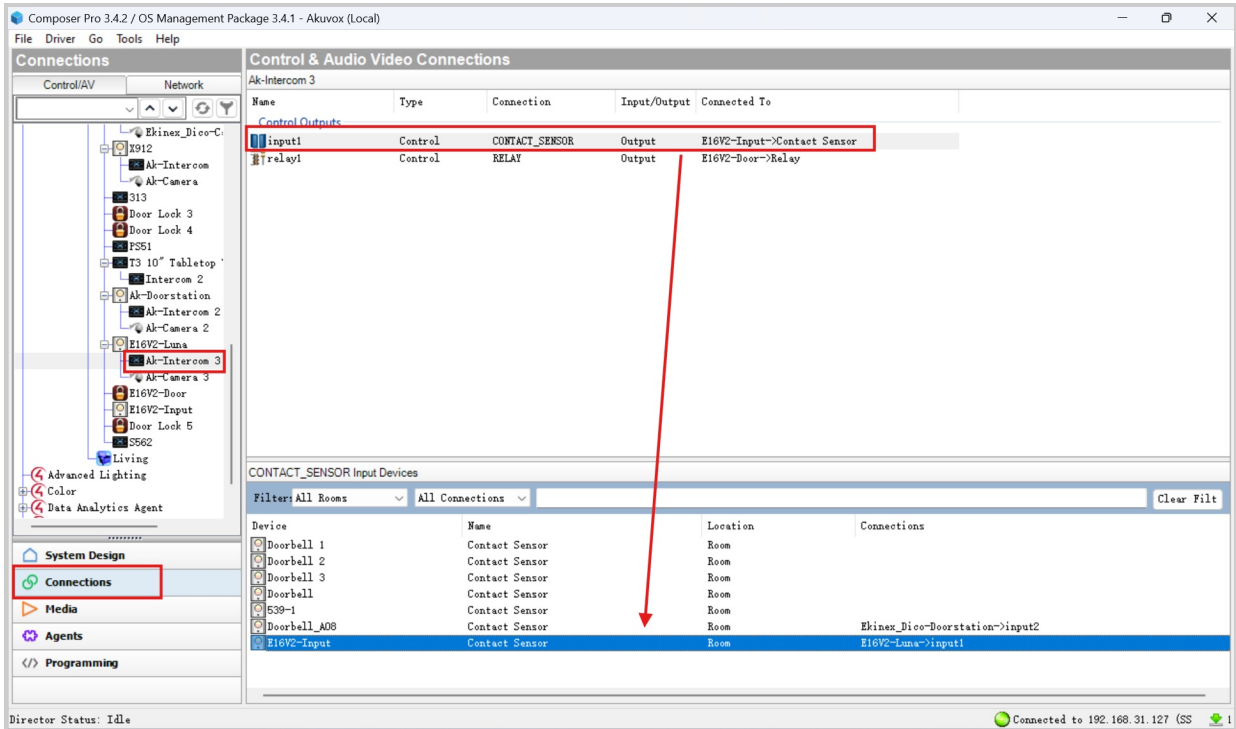 Composer Pro 3.4.2 / OS Management Package 3.4.1 - Akuvox (Local)
File Driver Go Tools Help
Connections
Control/AV Network
Ekinex_Dico-C
X912
Ak-Intercom
Ak-Camera
313
Door Lock 3
Door Lock 4
PS51
T3 10" Tabletop
Intercom 2
Ak-Doorstation
Ak-Intercom 2
Ak-Camera 2
E16V2-Luna
Ak-Intercom 3
Ak-Camera 3
E16V2-Door
E16V2-Input
Door Lock 5
S562
Living
Advanced Lighting
Color
Data Analytics Agent
System Design
Connections
Media
Agents
Programming
Control & Audio Video Connections
Ak-Intercom 3
Name Type Connection Input/Output Connected To
Control Outputs
input1 Control CONTACT_SENSOR Output E16V2-Input->Contact Sensor
relay1 Control RELAY Output E16V2-Door->Relay
CONTACT_SENSOR Input Devices
Filter: All Rooms All Connections Clear Filt
Device Name Location Connections
Doorbell 1 Contact Sensor Room
Doorbell 2 Contact Sensor Room
Doorbell 3 Contact Sensor Room
Doorbell Contact Sensor Room
539-1 Contact Sensor Room
Doorbell_A08 Contact Sensor Room Ekinex_Dico-Doorstation->input2
E16V2-Input Contact Sensor Room E16V2-Luna->input1
Director Status: Idle
Connected to 192.168.31.127 (SS 1